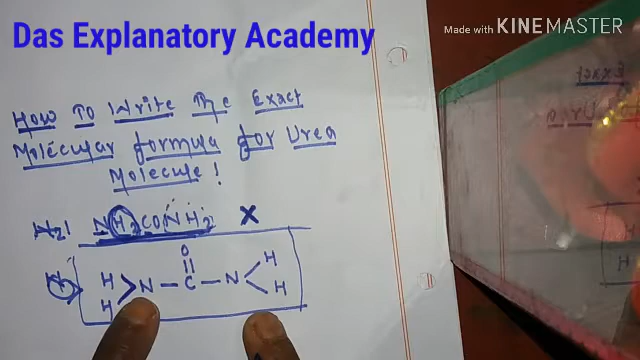 Das Explanatory Academy
Made with KINEMASTER
How To Write The Exact
Molecular formula for Urea
Molecule!
NH2CONH2 X
O
H H
N — C — N
H H